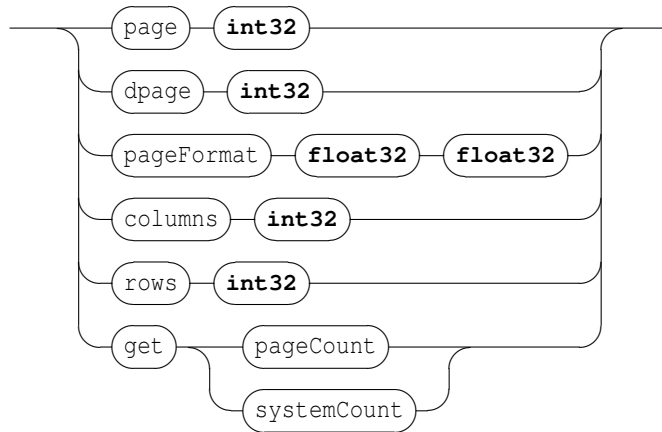 page int32
dpage int32
pageFormat float32 float32
columns int32
rows int32
get pageCount
systemCount